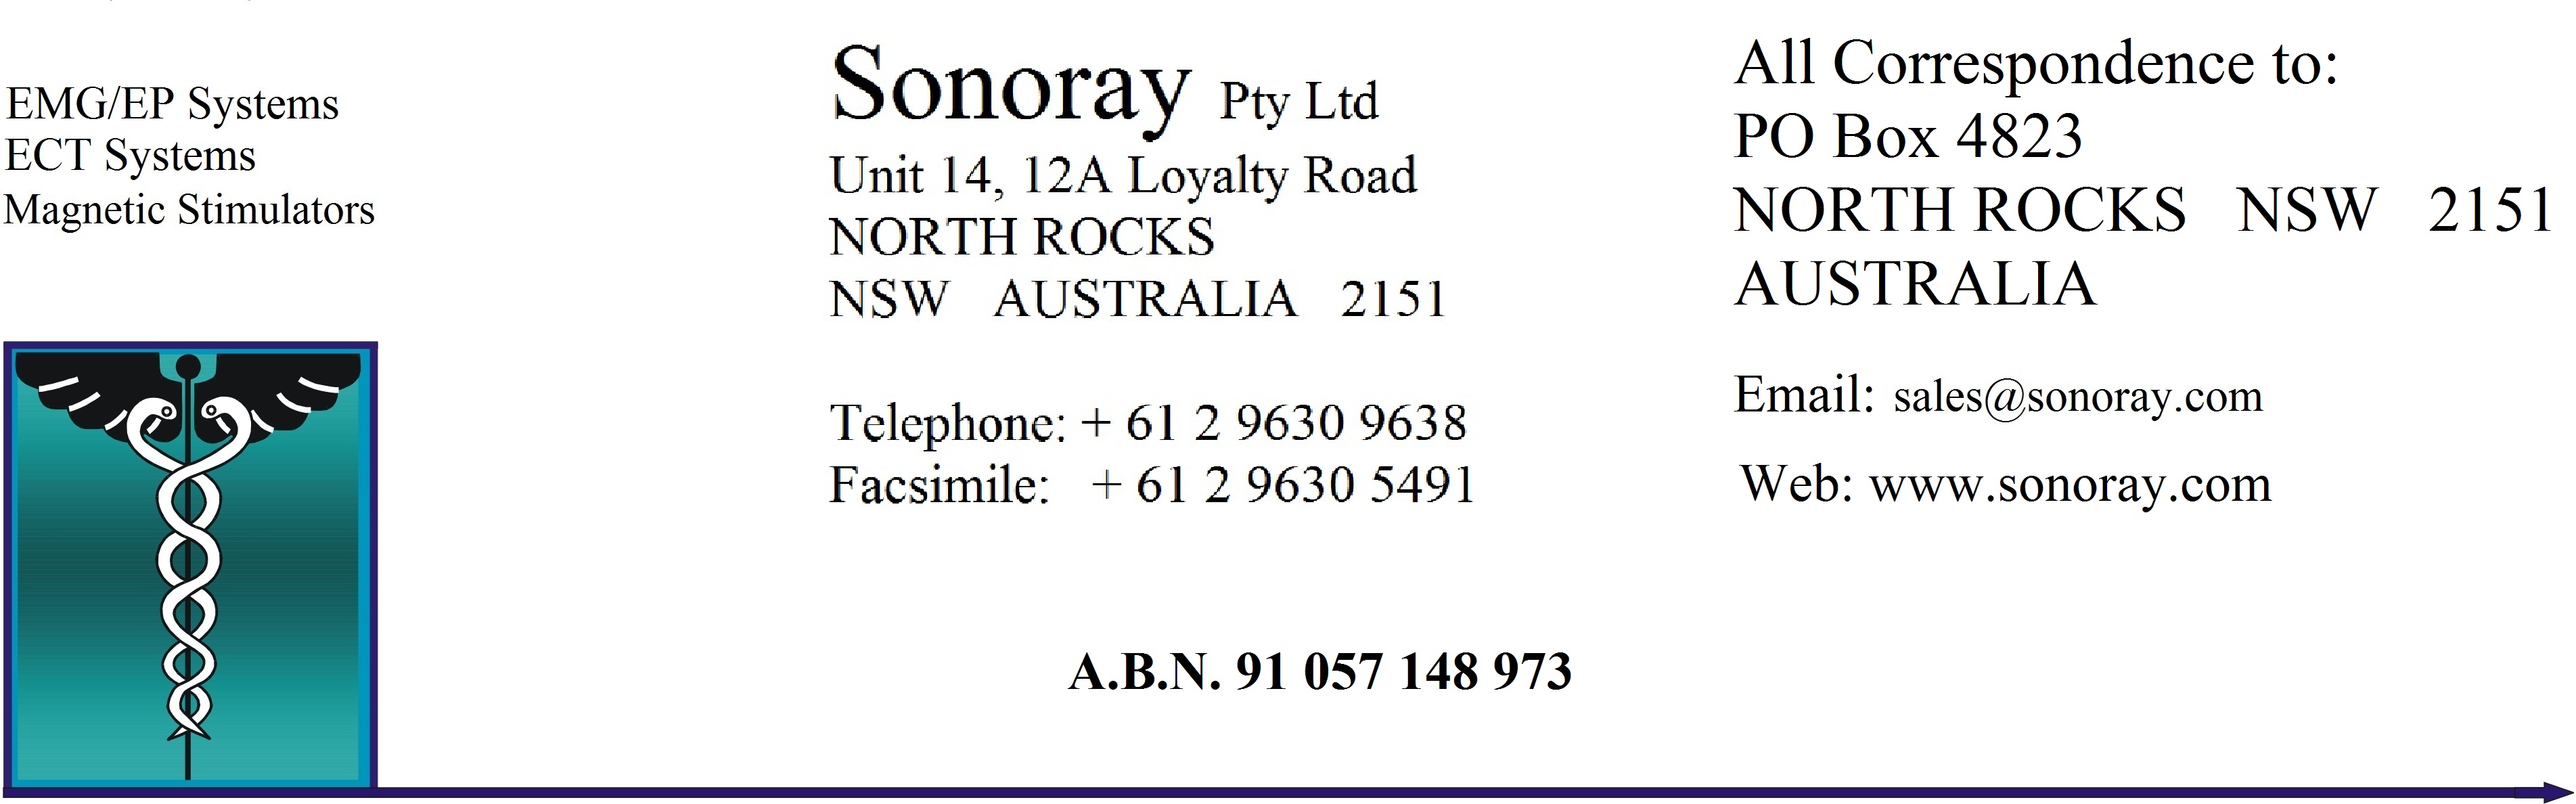 EMG/EP Systems
ECT Systems
Magnetic Stimulators
Sonoray Pty Ltd
Unit 14, 12A Loyalty Road
NORTH ROCKS
NSW AUSTRALIA 2151
Telephone: + 61 2 9630 9638
Facsimile: + 61 2 9630 5491
A.B.N. 91 057 148 973
All Correspondence to:
PO Box 4823
NORTH ROCKS NSW 2151
AUSTRALIA
Email: sales@sonoray.com
Web: www.sonoray.com